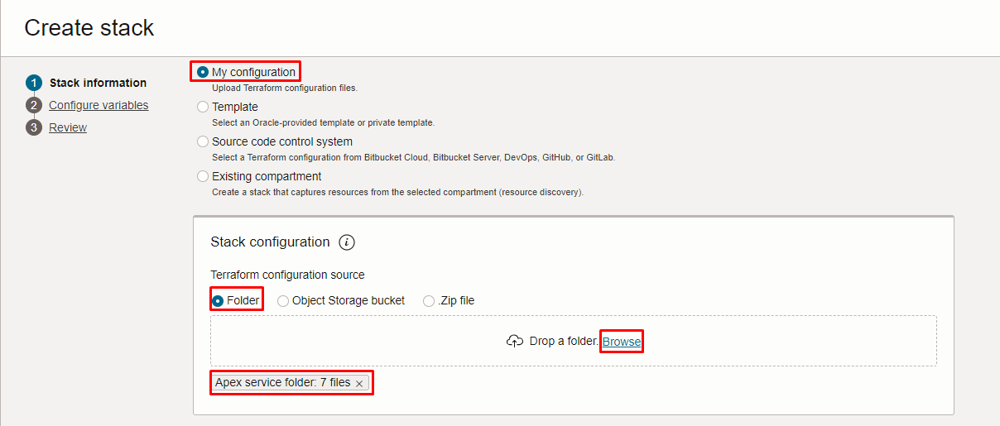 Create stack
1 Stack information
2 Configure variables
3 Review
My configuration
Upload Terraform configuration files.
Template
Select an Oracle-provided template or private template.
Source code control system
Select a Terraform configuration from Bitbucket Cloud, Bitbucket Server, DevOps, GitHub, or GitLab.
Existing compartment
Create a stack that captures resources from the selected compartment (resource discovery).
Stack configuration i
Terraform configuration source
Folder Object Storage bucket .Zip file
Drop a folder. Browse
Apex service folder: 7 files ×